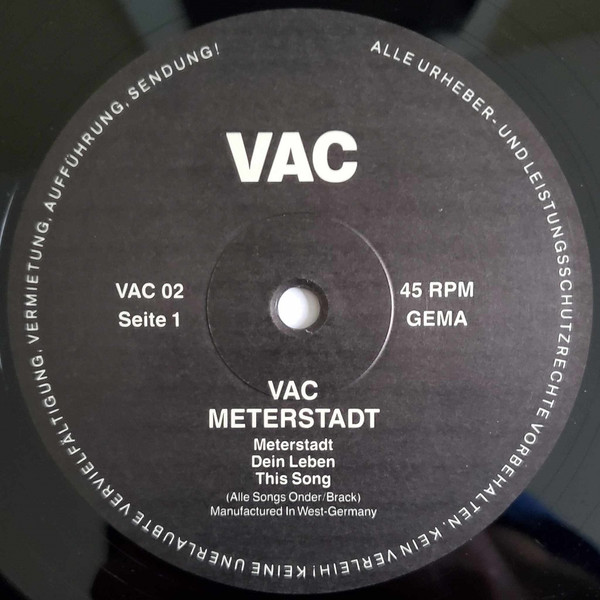 ALLE URHEBER- UND LEISTUNGSSCHUTZRECHTE VORBEHALTEN. KEIN VERLEIH! KEINE UNERLAUBTE VERVIELFÄLTIGUNG, VERMIETUNG, AUFFÜHRUNG, SENDUNG!
VAC
VAC 02
Seite 1
45 RPM
GEMA
VAC
METERSTADT
Meterstadt
Dein Leben
This Song
(Alle Songs Onder/Brack)
Manufactured In West-Germany